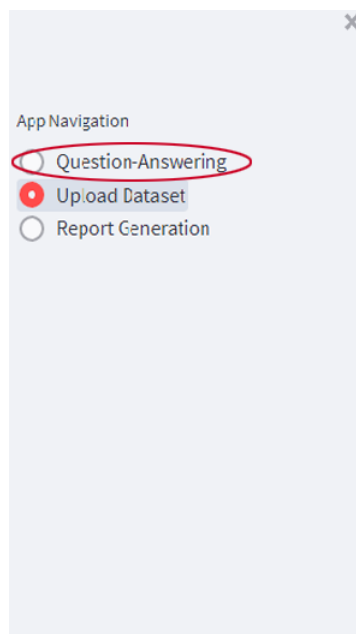 App Navigation
Question-Answering
Upload Dataset
Report Generation